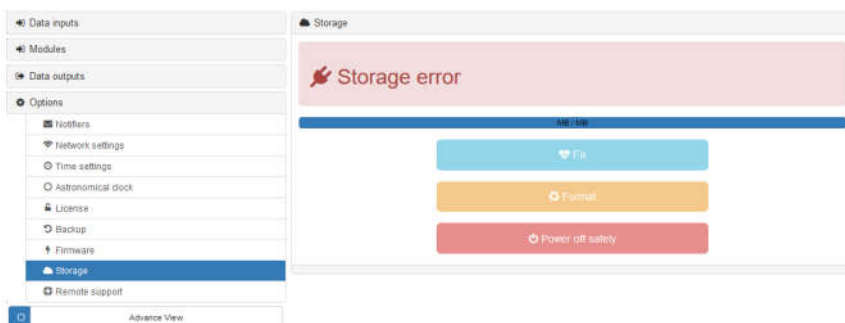 Data inputs
Modules
Data outputs
Options
Notifiers
Network settings
Time settings
Astronomical clock
License
Backup
Firmware
Storage
Remote support
Advance View
Storage
Storage error
MB / MB
Fix
Format
Power off safely